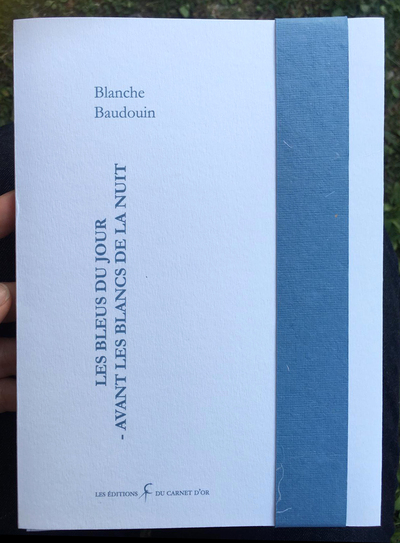 Blanche
Baudouin
LES BLEUS DU JOUR
- AVANT LES BLANCS DE LA NUIT
LES ÉDITIONS DU CARNET D'OR